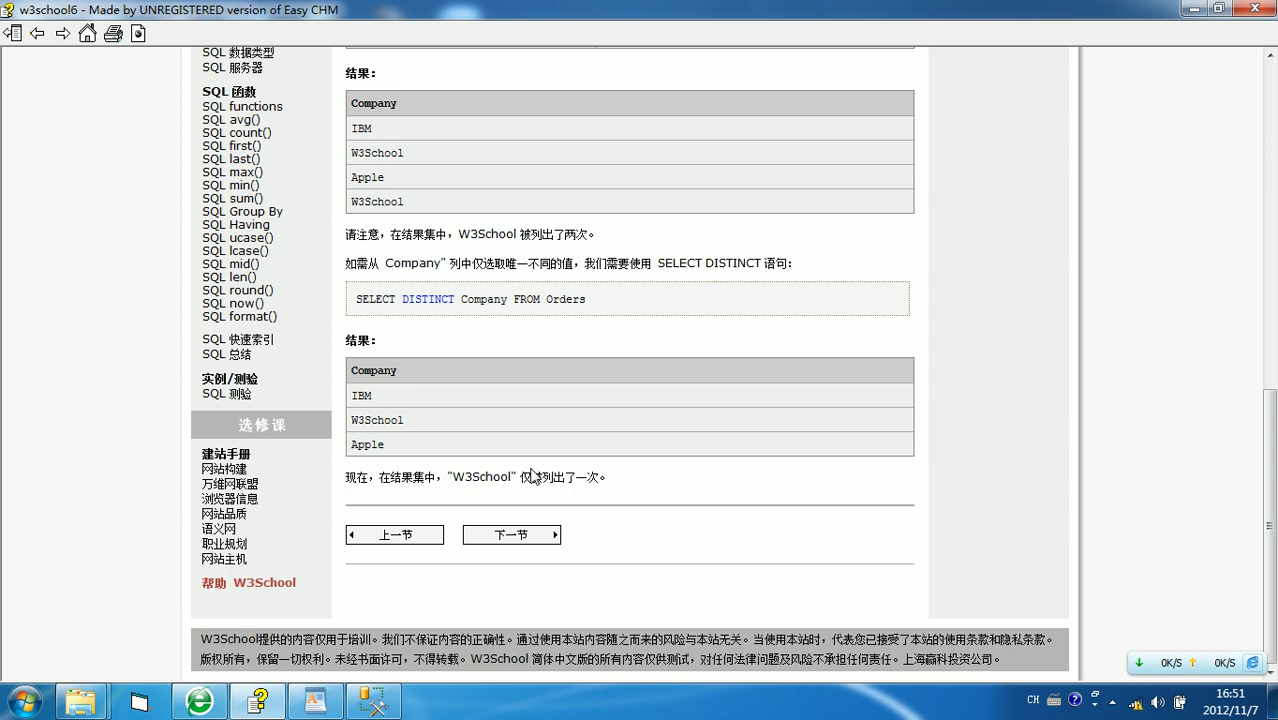 w3school6 - Made by UNREGISTERED version of Easy CHM
SQL 数据类型
SQL 服务器
SQL 函数
SQL functions
SQL avg()
SQL count()
SQL first()
SQL last()
SQL max()
SQL min()
SQL sum()
SQL Group By
SQL Having
SQL ucase()
SQL lcase()
SQL mid()
SQL len()
SQL round()
SQL now()
SQL format()
SQL 快速索引
SQL 总结
实例/测验
SQL 测验
选修课
建站手册
网站构建
万维网联盟
浏览器信息
网站品质
语义网
职业规划
网站主机
帮助 W3School
结果：
Company
IBM
W3School
Apple
W3School
请注意，在结果集中，W3School 被列出了两次。
如需从 Company" 列中仅选取唯一不同的值，我们需要使用 SELECT DISTINCT 语句：
SELECT DISTINCT Company FROM Orders
结果：
Company
IBM
W3School
Apple
现在，在结果集中，"W3School" 仅被列出了一次。
上一节
下一节
W3School提供的内容仅用于培训。我们不保证内容的正确性。通过使用本站内容随之而来的风险与本站无关。当使用本站时，代表您已接受了本站的使用条款和隐私条款。
版权所有，保留一切权利。未经书面许可，不得转载。W3School 简体中文版的所有内容仅供测试，对任何法律问题及风险不承担任何责任。上海赢科投资公司。
0K/S 0K/S
CH
16:51
2012/11/7